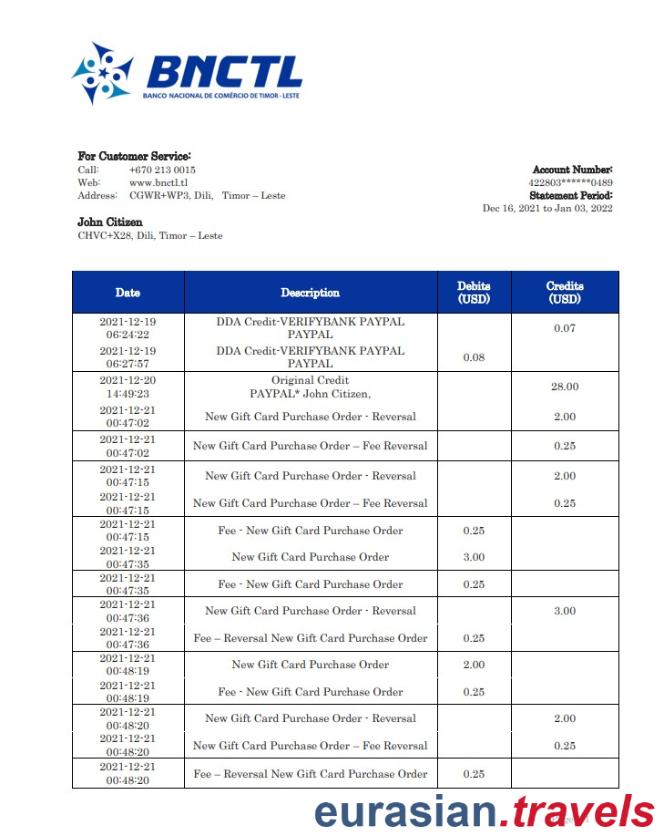 BNCTL
BANCO NACIONAL DE COMÉRCIO DE TIMOR - LESTE
For Customer Service:
Call: +670 213 0015
Web: www.bnctl.tl
Address: CGWR+WP3, Dili, Timor – Leste
Account Number:
422803******0489
Statement Period:
Dec 16, 2021 to Jan 03, 2022
John Citizen
CHVC+X28, Dili, Timor – Leste
Date Description Debits (USD) Credits (USD)
2021-12-19 06:24:22 DDA Credit-VERIFYBANK PAYPAL PAYPAL 0.07
2021-12-19 06:27:57 DDA Credit-VERIFYBANK PAYPAL PAYPAL 0.08
2021-12-20 14:49:23 Original Credit PAYPAL* John Citizen, 28.00
2021-12-21 00:47:02 New Gift Card Purchase Order - Reversal 2.00
2021-12-21 00:47:02 New Gift Card Purchase Order – Fee Reversal 0.25
2021-12-21 00:47:15 New Gift Card Purchase Order - Reversal 2.00
2021-12-21 00:47:15 New Gift Card Purchase Order – Fee Reversal 0.25
2021-12-21 00:47:15 Fee - New Gift Card Purchase Order 0.25
2021-12-21 00:47:35 New Gift Card Purchase Order 3.00
2021-12-21 00:47:35 Fee - New Gift Card Purchase Order 0.25
2021-12-21 00:47:36 New Gift Card Purchase Order - Reversal 3.00
2021-12-21 00:47:36 Fee – Reversal New Gift Card Purchase Order 0.25
2021-12-21 00:48:19 New Gift Card Purchase Order 2.00
2021-12-21 00:48:19 Fee - New Gift Card Purchase Order 0.25
2021-12-21 00:48:20 New Gift Card Purchase Order - Reversal 2.00
2021-12-21 00:48:20 New Gift Card Purchase Order – Fee Reversal 0.25
2021-12-21 00:48:20 Fee – Reversal New Gift Card Purchase Order 0.25
eurasian.travels